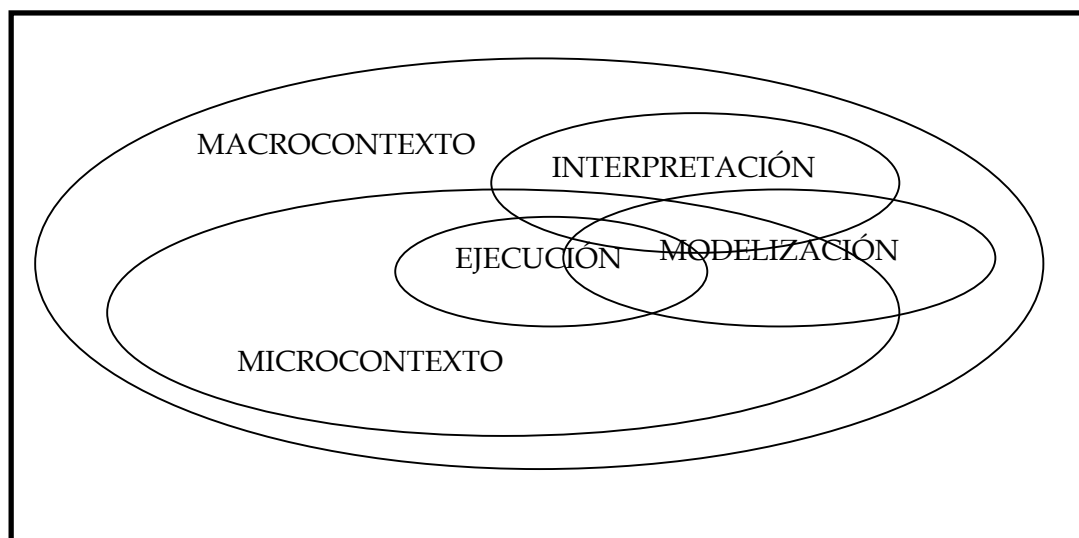 MACROCONTEXTO
INTERPRETACIÓN
EJECUCIÓN
MODELIZACIÓN
MICROCONTEXTO